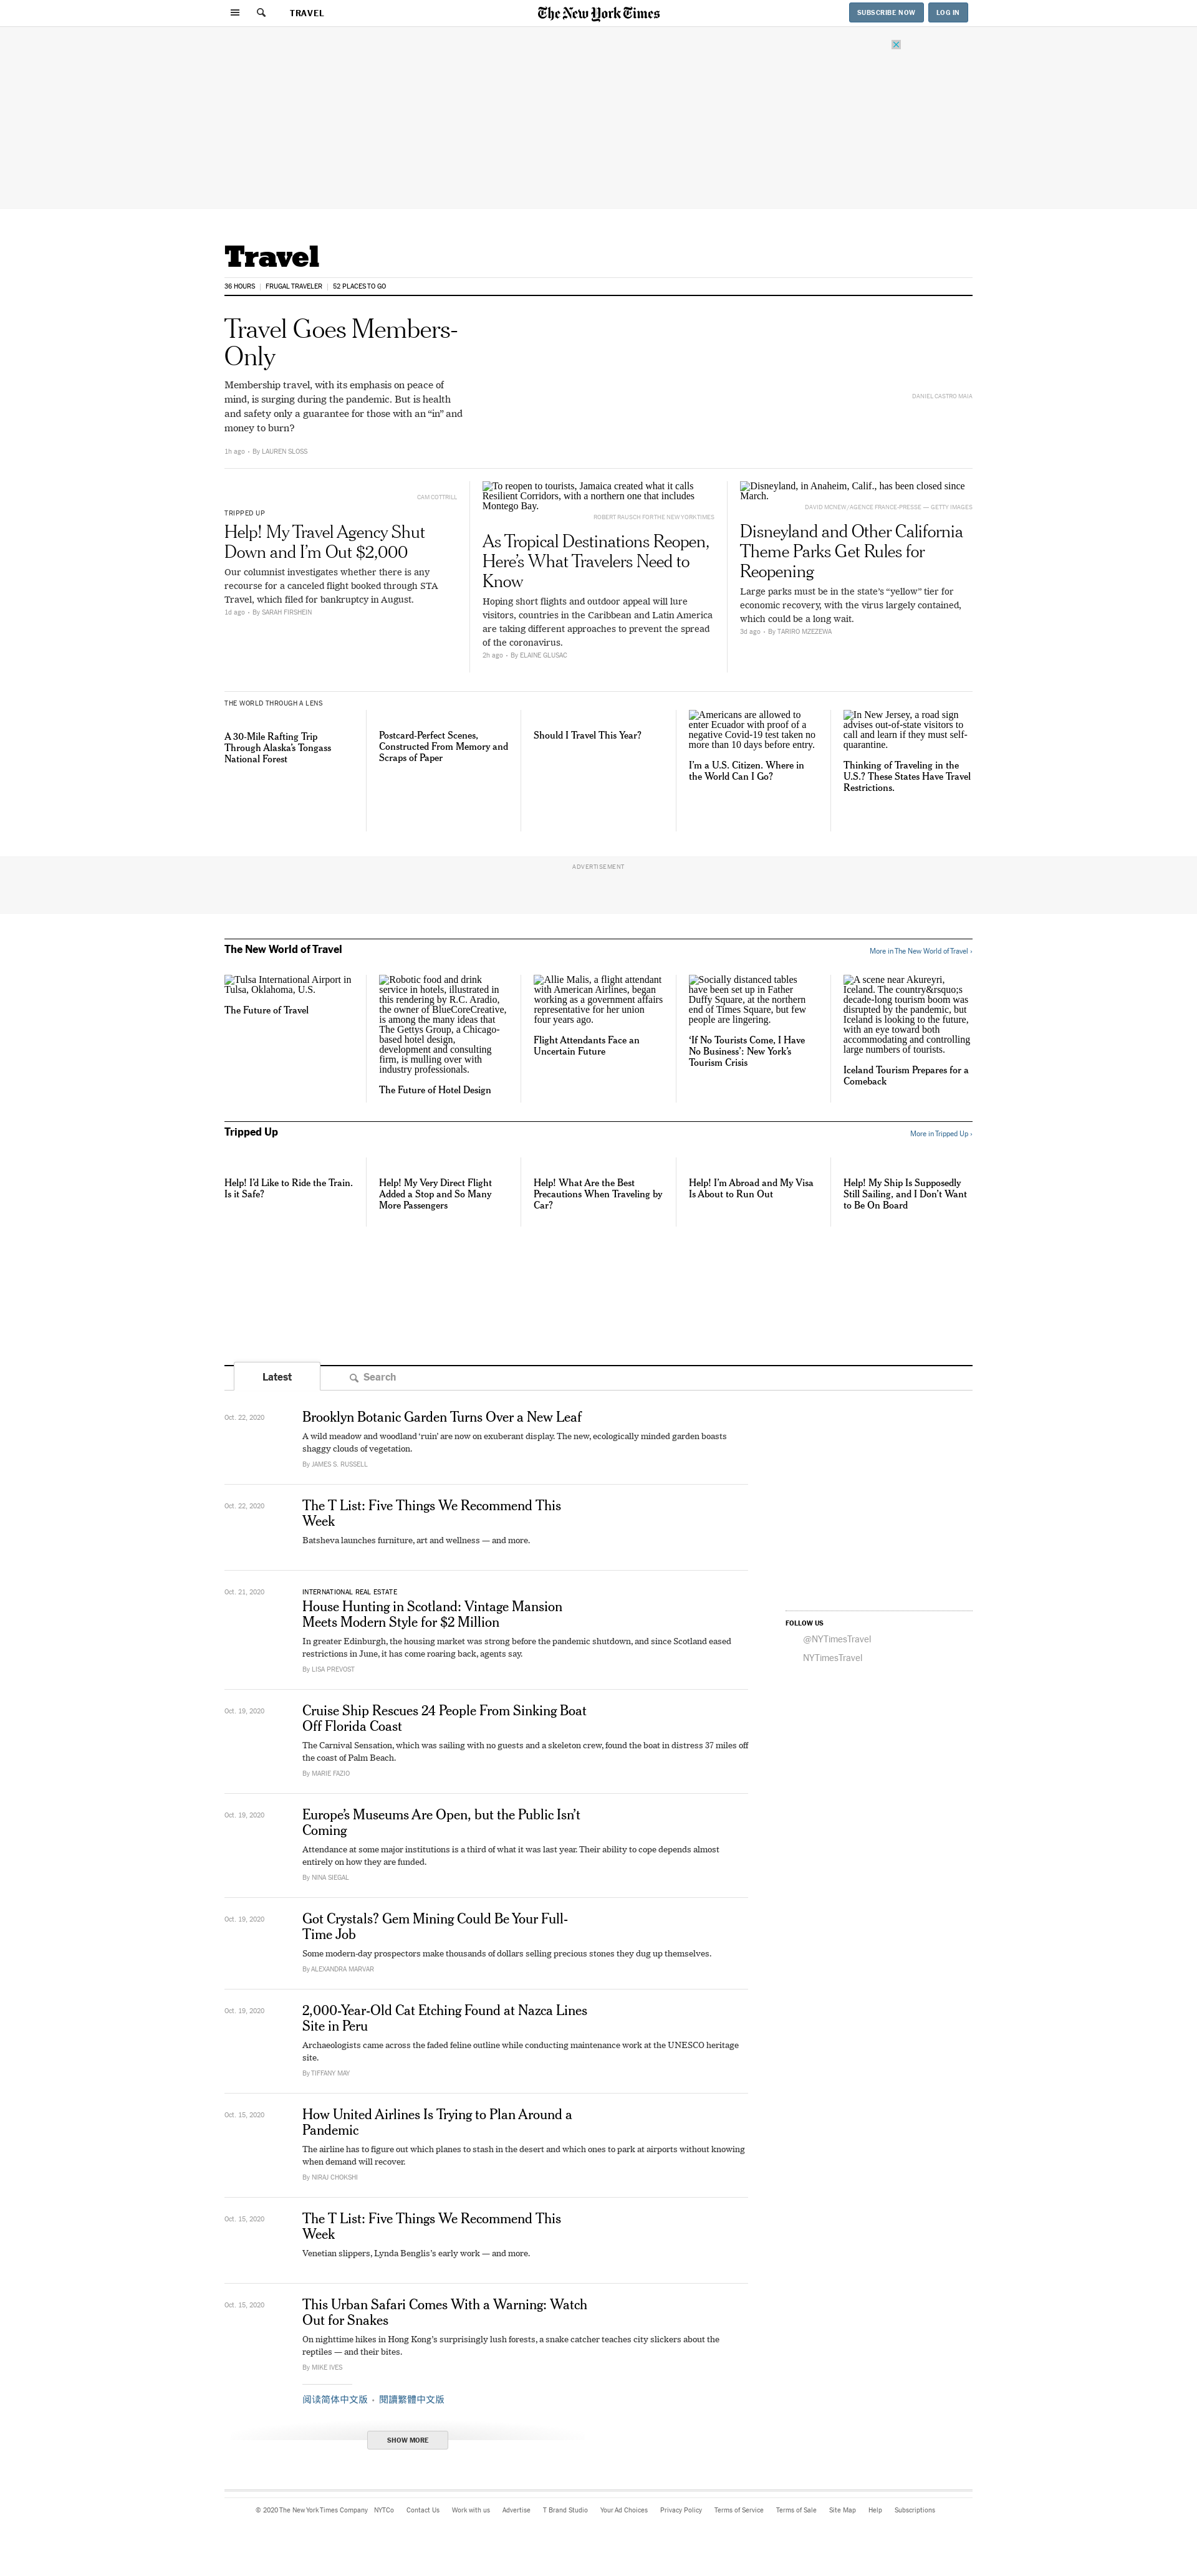 TRAVEL
The New York Times
SUBSCRIBE NOW
LOG IN
Travel
36 HOURS
FRUGAL TRAVELER
52 PLACES TO GO
Travel Goes Members-
Only
Membership travel, with its emphasis on peace of
mind, is surging during the pandemic. But is health
and safety only a guarantee for those with an “in” and
money to burn?
1h ago • By LAUREN SLOSS
DANIEL CASTRO MAIA
CAM COTTRILL
TRIPPED UP
Help! My Travel Agency Shut
Down and I’m Out $2,000
Our columnist investigates whether there is any
recourse for a canceled flight booked through STA
Travel, which filed for bankruptcy in August.
1d ago • By SARAH FIRSHEIN
To reopen to tourists, Jamaica created what it calls
Resilient Corridors, with a northern one that includes
Montego Bay.
ROBERT RAUSCH FOR THE NEW YORK TIMES
As Tropical Destinations Reopen,
Here’s What Travelers Need to
Know
Hoping short flights and outdoor appeal will lure
visitors, countries in the Caribbean and Latin America
are taking different approaches to prevent the spread
of the coronavirus.
2h ago • By ELAINE GLUSAC
Disneyland, in Anaheim, Calif., has been closed since
March.
DAVID MCNEW/AGENCE FRANCE-PRESSE — GETTY IMAGES
Disneyland and Other California
Theme Parks Get Rules for
Reopening
Large parks must be in the state’s “yellow” tier for
economic recovery, with the virus largely contained,
which could be a long wait.
3d ago • By TARIRO MZEZEWA
THE WORLD THROUGH A LENS
A 30-Mile Rafting Trip
Through Alaska’s Tongass
National Forest
Postcard-Perfect Scenes,
Constructed From Memory and
Scraps of Paper
Should I Travel This Year?
Americans are allowed to
enter Ecuador with proof of a
negative Covid-19 test taken no
more than 10 days before entry.
I’m a U.S. Citizen. Where in
the World Can I Go?
In New Jersey, a road sign
advises out-of-state visitors to
call and learn if they must self-
quarantine.
Thinking of Traveling in the
U.S.? These States Have Travel
Restrictions.
ADVERTISEMENT
The New World of Travel
More in The New World of Travel ›
Tulsa International Airport in
Tulsa, Oklahoma, U.S.
The Future of Travel
Robotic food and drink
service in hotels, illustrated in
this rendering by R.C. Aradio,
the owner of BlueCoreCreative,
is among the many ideas that
The Gettys Group, a Chicago-
based hotel design,
development and consulting
firm, is mulling over with
industry professionals.
The Future of Hotel Design
Allie Malis, a flight attendant
with American Airlines, began
working as a government affairs
representative for her union
four years ago.
Flight Attendants Face an
Uncertain Future
Socially distanced tables
have been set up in Father
Duffy Square, at the northern
end of Times Square, but few
people are lingering.
‘If No Tourists Come, I Have
No Business’: New York’s
Tourism Crisis
A scene near Akureyri,
Iceland. The country&rsquo;s
decade-long tourism boom was
disrupted by the pandemic, but
Iceland is looking to the future,
with an eye toward both
accommodating and controlling
large numbers of tourists.
Iceland Tourism Prepares for a
Comeback
Tripped Up
More in Tripped Up ›
Help! I’d Like to Ride the Train.
Is it Safe?
Help! My Very Direct Flight
Added a Stop and So Many
More Passengers
Help! What Are the Best
Precautions When Traveling by
Car?
Help! I’m Abroad and My Visa
Is About to Run Out
Help! My Ship Is Supposedly
Still Sailing, and I Don’t Want
to Be On Board
Latest
Search
Oct. 22, 2020
Brooklyn Botanic Garden Turns Over a New Leaf
A wild meadow and woodland ‘ruin’ are now on exuberant display. The new, ecologically minded garden boasts
shaggy clouds of vegetation.
By JAMES S. RUSSELL
Oct. 22, 2020
The T List: Five Things We Recommend This
Week
Batsheva launches furniture, art and wellness — and more.
Oct. 21, 2020
INTERNATIONAL REAL ESTATE
House Hunting in Scotland: Vintage Mansion
Meets Modern Style for $2 Million
In greater Edinburgh, the housing market was strong before the pandemic shutdown, and since Scotland eased
restrictions in June, it has come roaring back, agents say.
By LISA PREVOST
FOLLOW US
@NYTimesTravel
NYTimesTravel
Oct. 19, 2020
Cruise Ship Rescues 24 People From Sinking Boat
Off Florida Coast
The Carnival Sensation, which was sailing with no guests and a skeleton crew, found the boat in distress 37 miles off
the coast of Palm Beach.
By MARIE FAZIO
Oct. 19, 2020
Europe’s Museums Are Open, but the Public Isn’t
Coming
Attendance at some major institutions is a third of what it was last year. Their ability to cope depends almost
entirely on how they are funded.
By NINA SIEGAL
Oct. 19, 2020
Got Crystals? Gem Mining Could Be Your Full-
Time Job
Some modern-day prospectors make thousands of dollars selling precious stones they dug up themselves.
By ALEXANDRA MARVAR
Oct. 19, 2020
2,000-Year-Old Cat Etching Found at Nazca Lines
Site in Peru
Archaeologists came across the faded feline outline while conducting maintenance work at the UNESCO heritage
site.
By TIFFANY MAY
Oct. 15, 2020
How United Airlines Is Trying to Plan Around a
Pandemic
The airline has to figure out which planes to stash in the desert and which ones to park at airports without knowing
when demand will recover.
By NIRAJ CHOKSHI
Oct. 15, 2020
The T List: Five Things We Recommend This
Week
Venetian slippers, Lynda Benglis’s early work — and more.
Oct. 15, 2020
This Urban Safari Comes With a Warning: Watch
Out for Snakes
On nighttime hikes in Hong Kong’s surprisingly lush forests, a snake catcher teaches city slickers about the
reptiles — and their bites.
By MIKE IVES
阅读简体中文版 • 閱讀繁體中文版
SHOW MORE
© 2020 The New York Times Company NYTCo Contact Us Work with us Advertise T Brand Studio Your Ad Choices Privacy Policy Terms of Service Terms of Sale Site Map Help Subscriptions